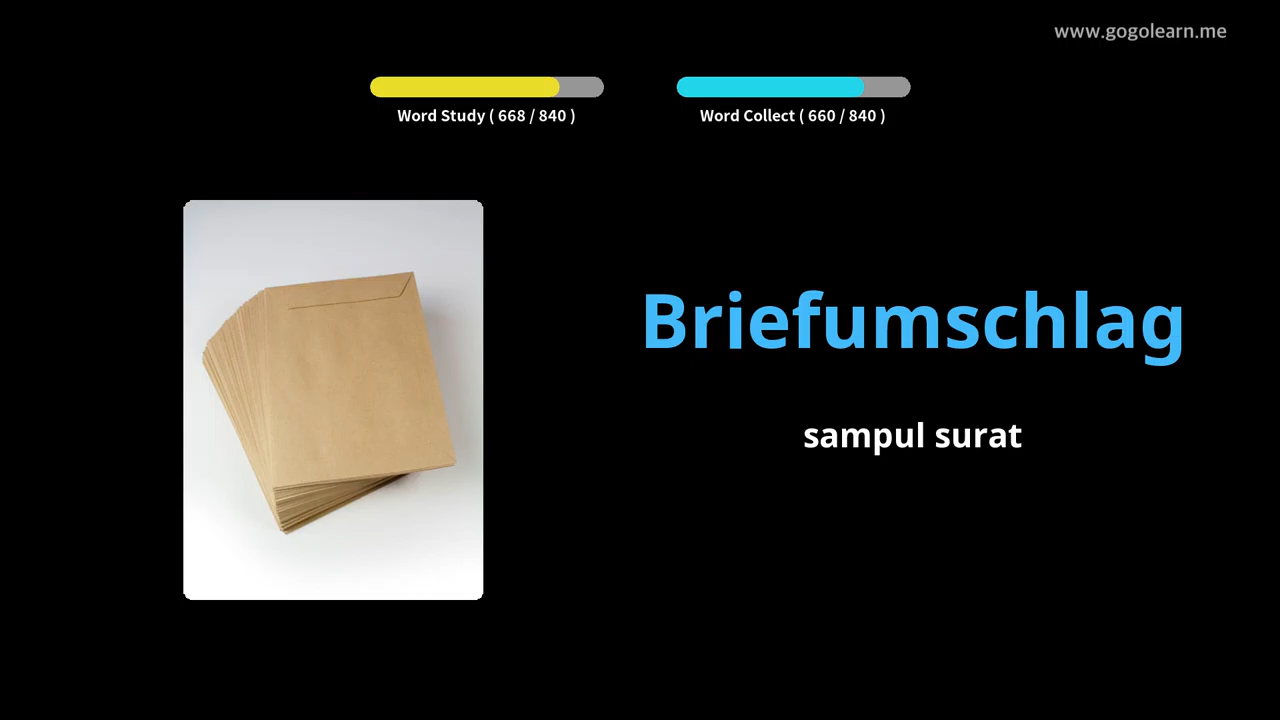 www.gogolearn.me
Word Study ( 668 / 840 )
Word Collect ( 660 / 840 )
Briefumschlag
sampul surat